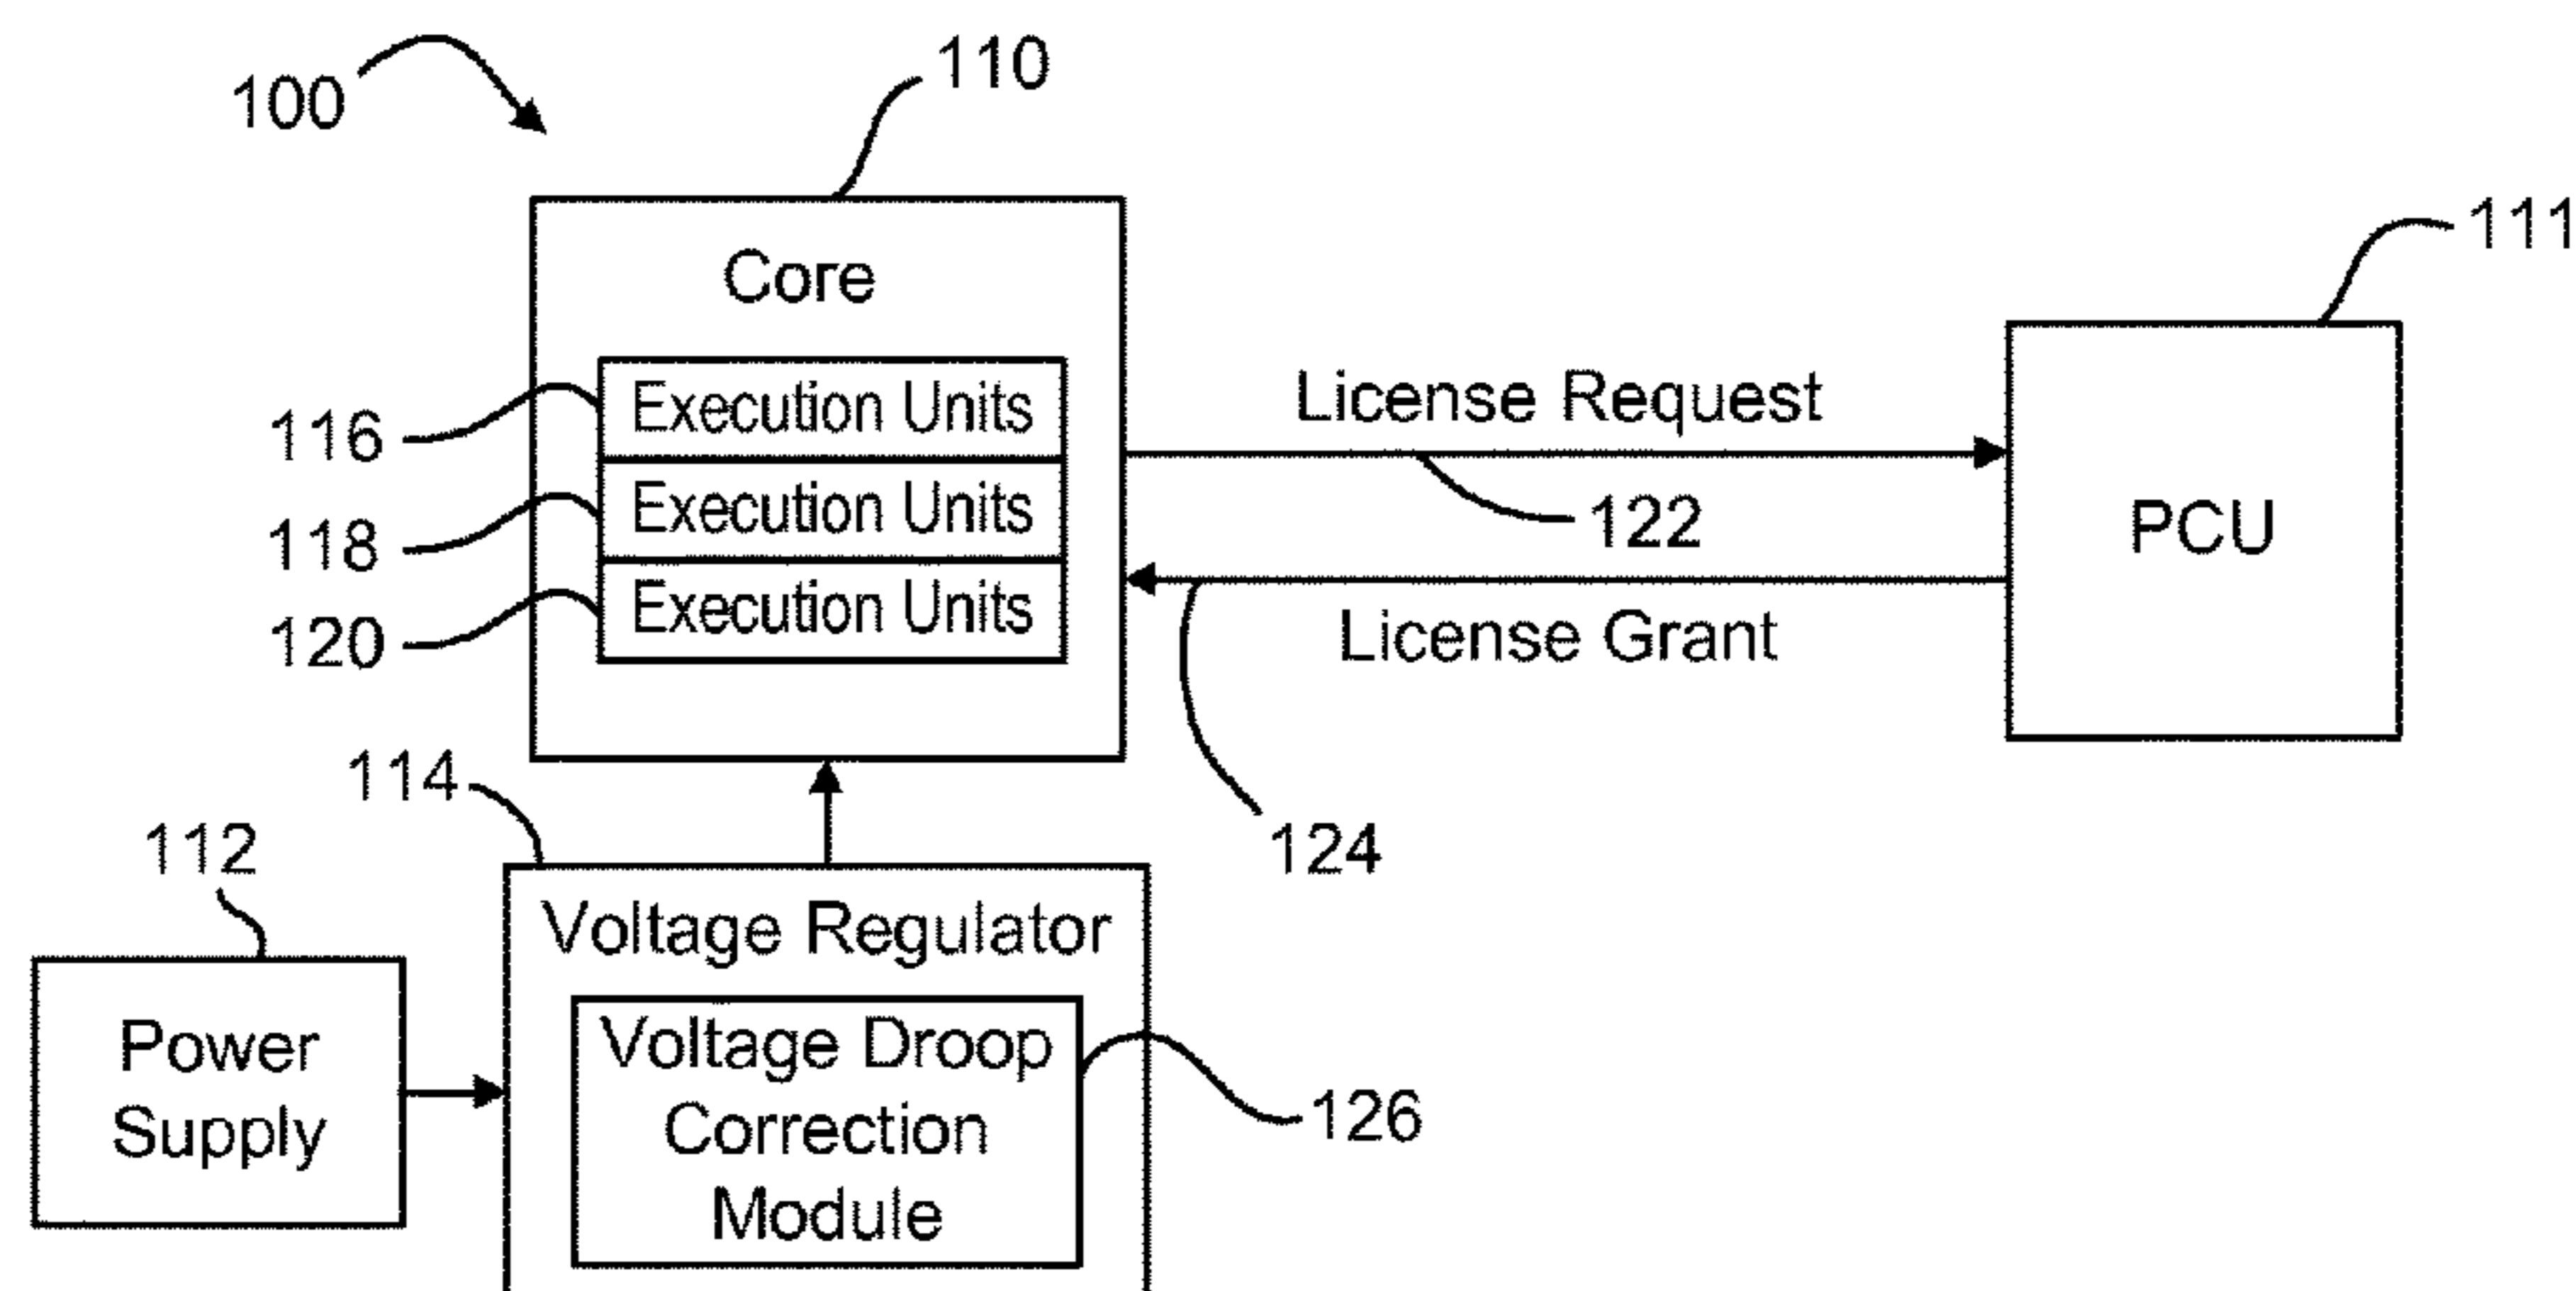 100
110
111
Core
Execution Units
Execution Units
Execution Units
116
118
120
License Request
122
PCU
License Grant
124
114
112
Voltage Regulator
Power
Supply
Voltage Droop
Correction
Module
126